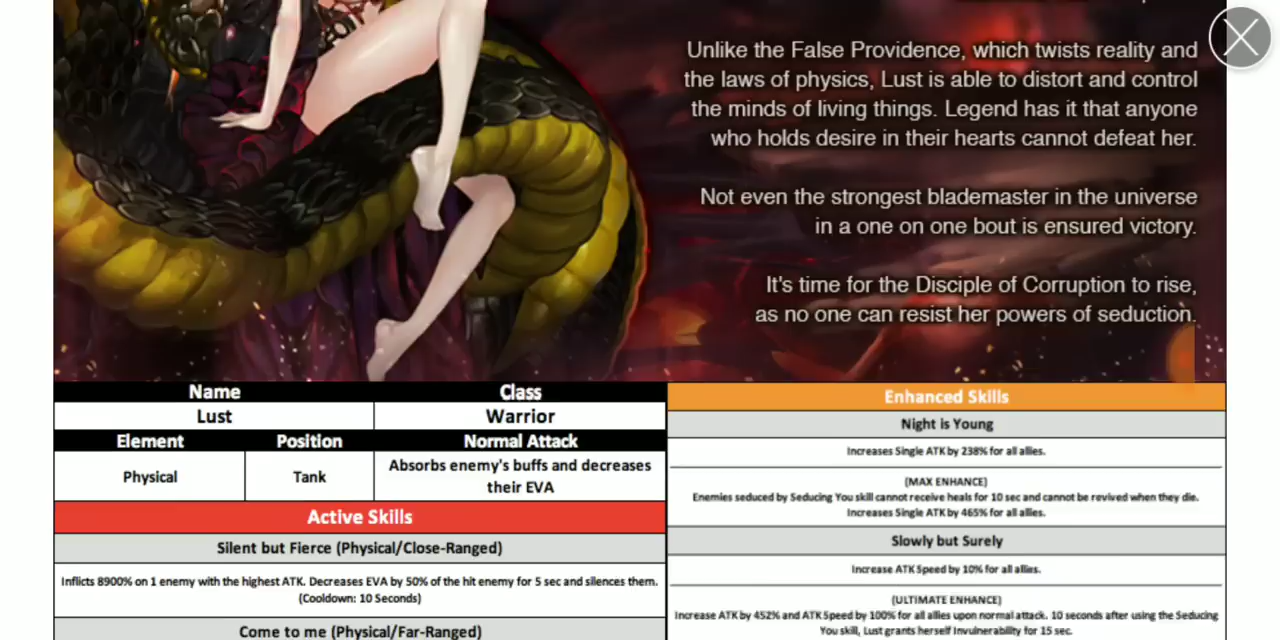 Unlike the False Providence, which twists reality and
the laws of physics, Lust is able to distort and control
the minds of living things. Legend has it that anyone
who holds desire in their hearts cannot defeat her.
Not even the strongest blademaster in the universe
in a one on one bout is ensured victory.
It's time for the Disciple of Corruption to rise,
as no one can resist her powers of seduction.
Name Class
Lust Warrior
Element Position Normal Attack
Physical Tank Absorbs enemy's buffs and decreases
their EVA
Active Skills
Silent but Fierce (Physical/Close-Ranged)
Inflicts 8900% on 1 enemy with the highest ATK. Decreases EVA by 50% of the hit enemy for 5 sec and silences them.
(Cooldown: 10 Seconds)
Come to me (Physical/Far-Ranged)
Enhanced Skills
Night is Young
Increases Single ATK by 238% for all allies.
(MAX ENHANCE)
Enemies seduced by Seducing You skill cannot receive heals for 10 sec and cannot be revived when they die.
Increases Single ATK by 465% for all allies.
Slowly but Surely
Increase ATK Speed by 10% for all allies.
(ULTIMATE ENHANCE)
Increase ATK by 452% and ATK Speed by 100% for all allies upon normal attack. 10 seconds after using the Seducing
You skill, Lust grants herself Invulnerability for 15 sec.